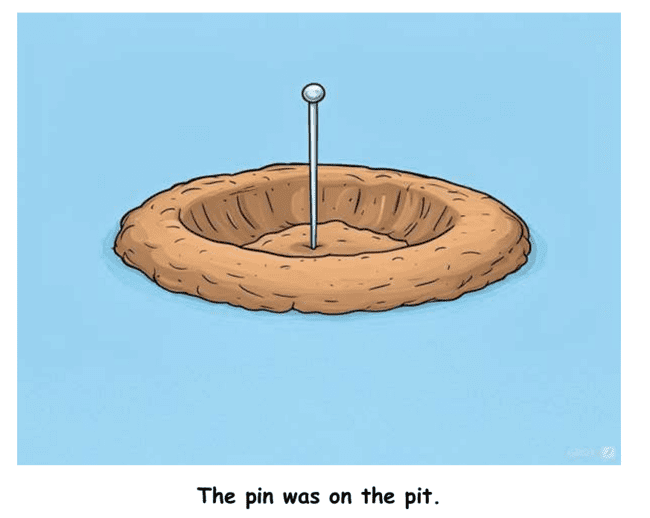 The pin was on the pit.